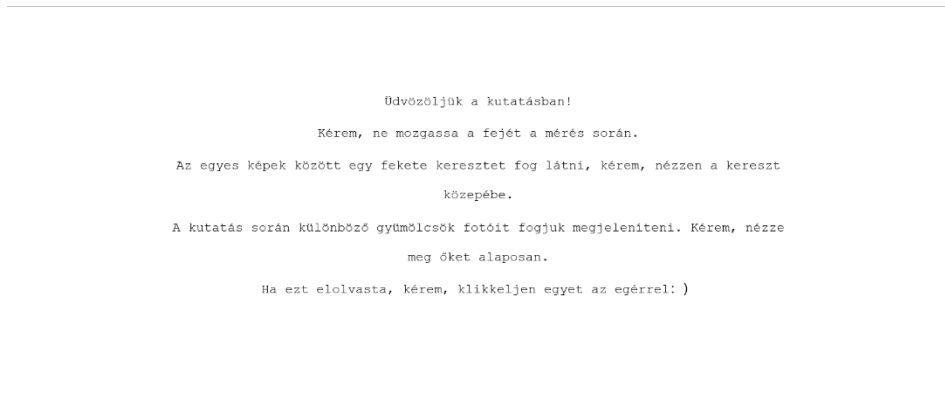 Üdvözöljük a kutatásban!
Kérem, ne mozgassa a fejét a mérés során.
Az egyes képek között egy fekete keresztet fog látni, kérem, nézzen a kereszt
közepébe.
A kutatás során különböző gyümölcsök fotóit fogjuk megjeleníteni. Kérem, nézze
meg őket alaposan.
Ha ezt elolvasta, kérem, klikkeljen egyet az egérrel: )